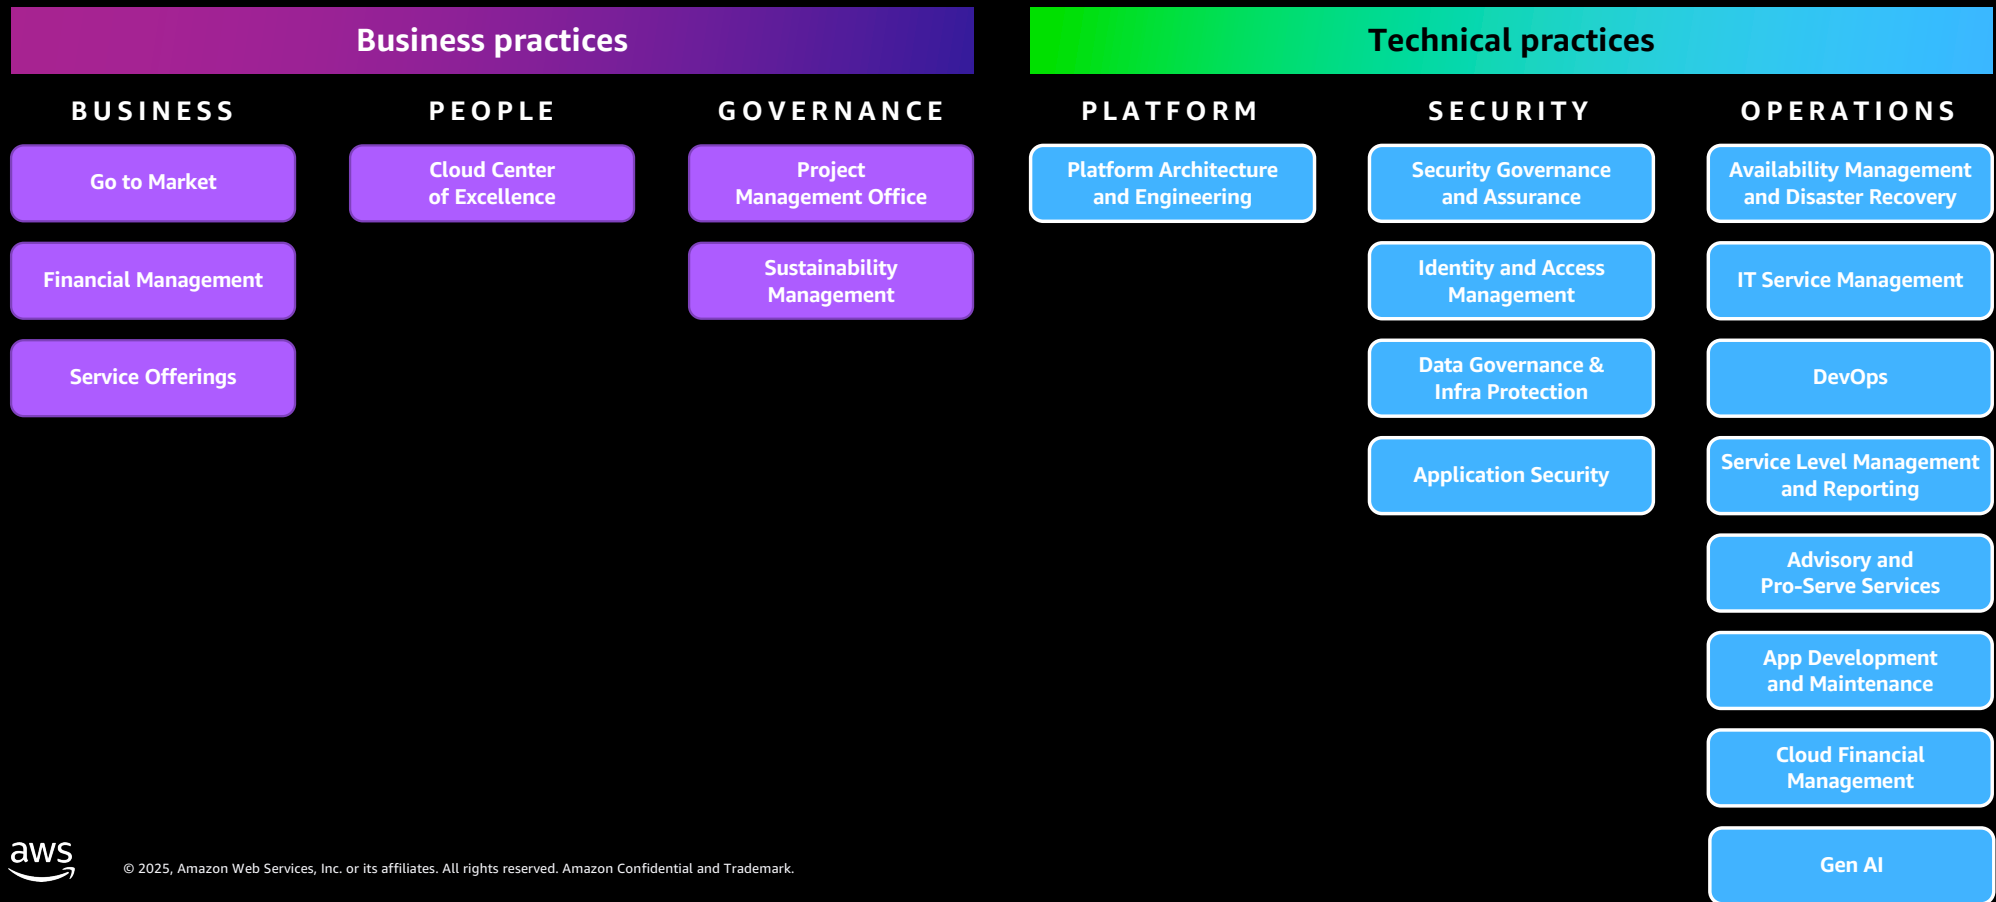 Business practices
Technical practices
BUSINESS
Go to Market
Financial Management
Service Offerings
PEOPLE
Cloud Center
of Excellence
GOVERNANCE
Project
Management Office
Sustainability
Management
PLATFORM
Platform Architecture
and Engineering
SECURITY
Security Governance
and Assurance
Identity and Access
Management
Data Governance &
Infra Protection
Application Security
OPERATIONS
Availability Management
and Disaster Recovery
IT Service Management
DevOps
Service Level Management
and Reporting
Advisory and
Pro-Serve Services
App Development
and Maintenance
Cloud Financial
Management
Gen AI
aws
© 2025, Amazon Web Services, Inc. or its affiliates. All rights reserved. Amazon Confidential and Trademark.